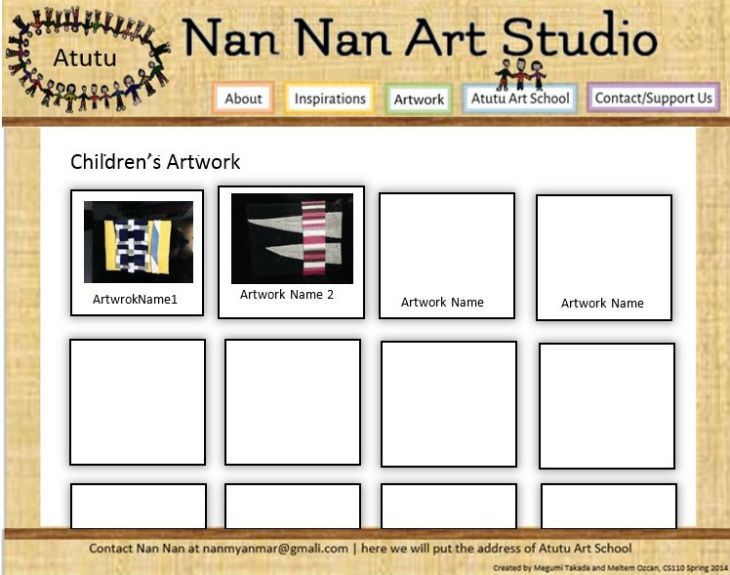 Atutu
Nan Nan Art Studio
About
Inspirations
Artwork
Atutu Art School
Contact/Support Us
Children's Artwork
ArtwrokName1
Artwork Name 2
Artwork Name
Artwork Name
Contact Nan Nan at nanmyanmar@gmali.com | here we will put the address of Atutu Art School
Created by Megumi Takada and Meltem Ozcan, CS110 Spring 2014